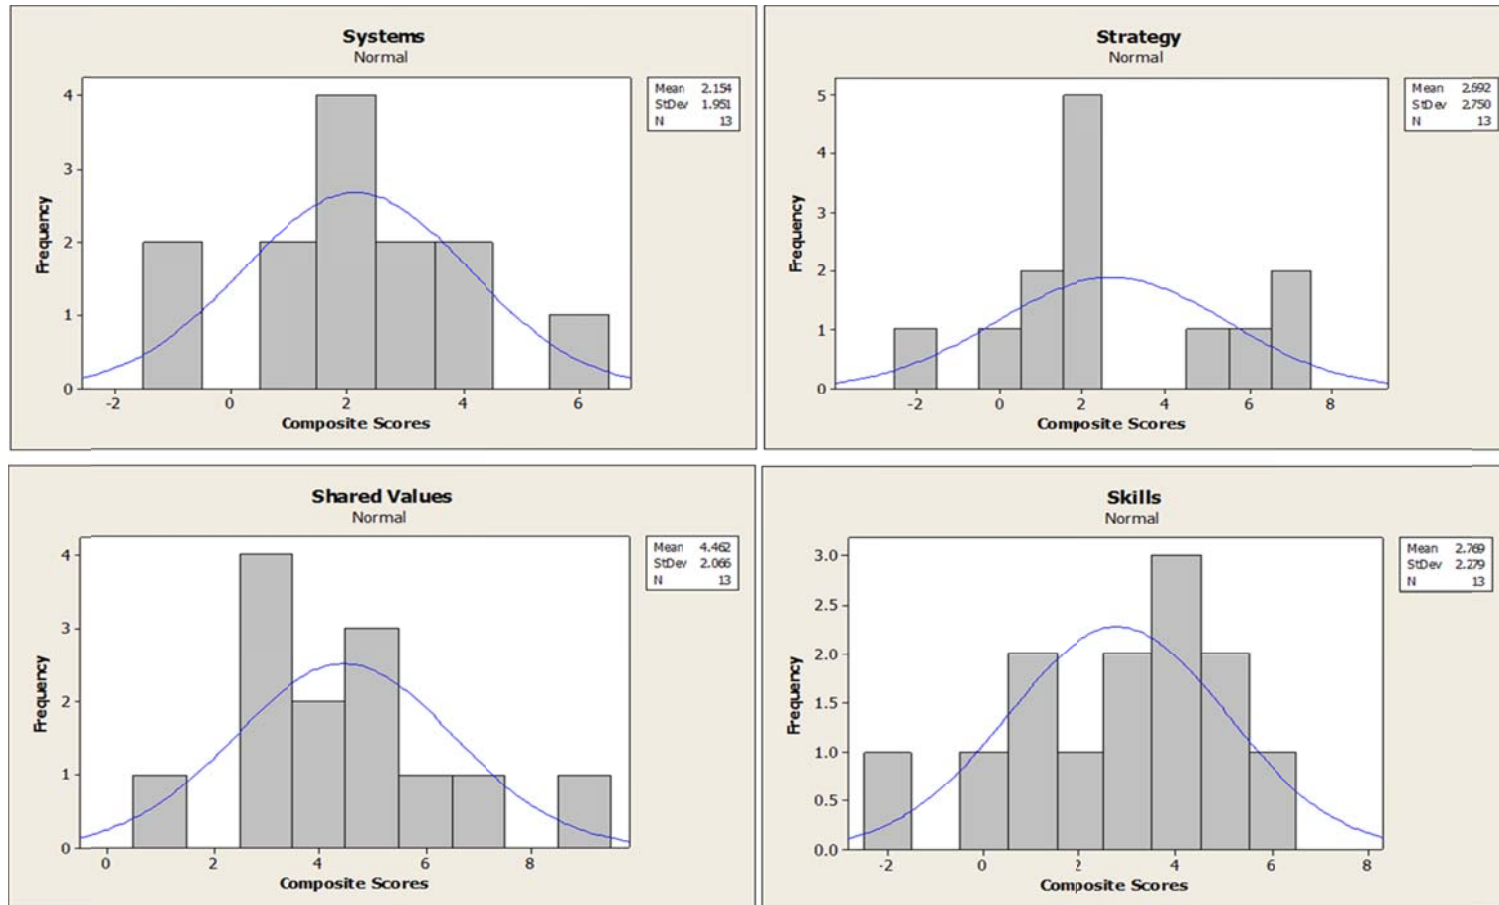 Systems
Normal
Mean 2.154
StDev 1.951
N 13
4
3
2
1
0
Frequency
-2 0 2 4 6
Composite Scores
Strategy
Normal
Mean 2.692
StDev 2.750
N 13
5
4
3
2
1
0
Frequency
-2 0 2 4 6 8
Composite Scores
Shared Values
Normal
Mean 4.462
StDev 2.066
N 13
4
3
2
1
0
Frequency
0 2 4 6 8
Composite Scores
Skills
Normal
Mean 2.769
StDev 2.279
N 13
3.0
2.5
2.0
1.5
1.0
0.5
0.0
Frequency
-2 0 2 4 6 8
Composite Scores